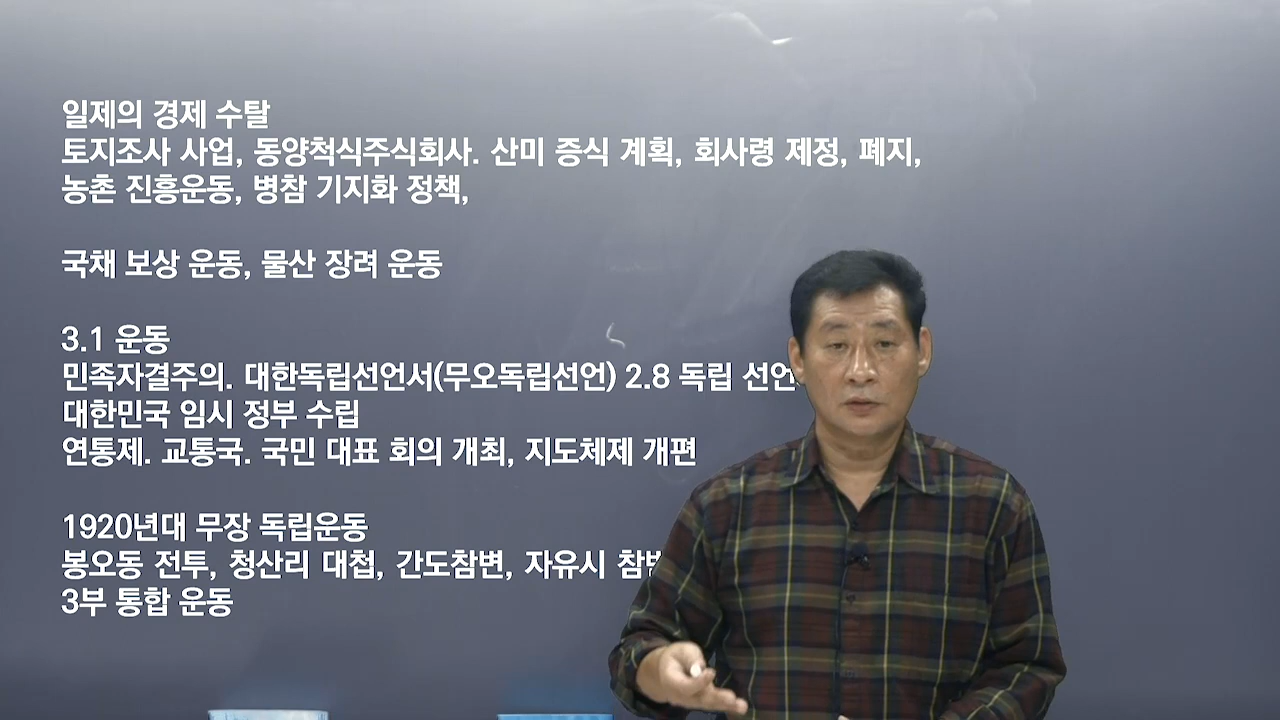 일제의 경제 수탈
토지조사 사업, 동양척식주식회사. 산미 증식 계획, 회사령 제정, 폐지,
농촌 진흥운동, 병참 기지화 정책,
국채 보상 운동, 물산 장려 운동
3.1 운동
민족자결주의. 대한독립선언서(무오독립선언) 2.8 독립 선언
대한민국 임시 정부 수립
연통제. 교통국. 국민 대표 회의 개최, 지도체제 개편
1920년대 무장 독립운동
봉오동 전투, 청산리 대첩, 간도참변, 자유시
3부 통합 운동